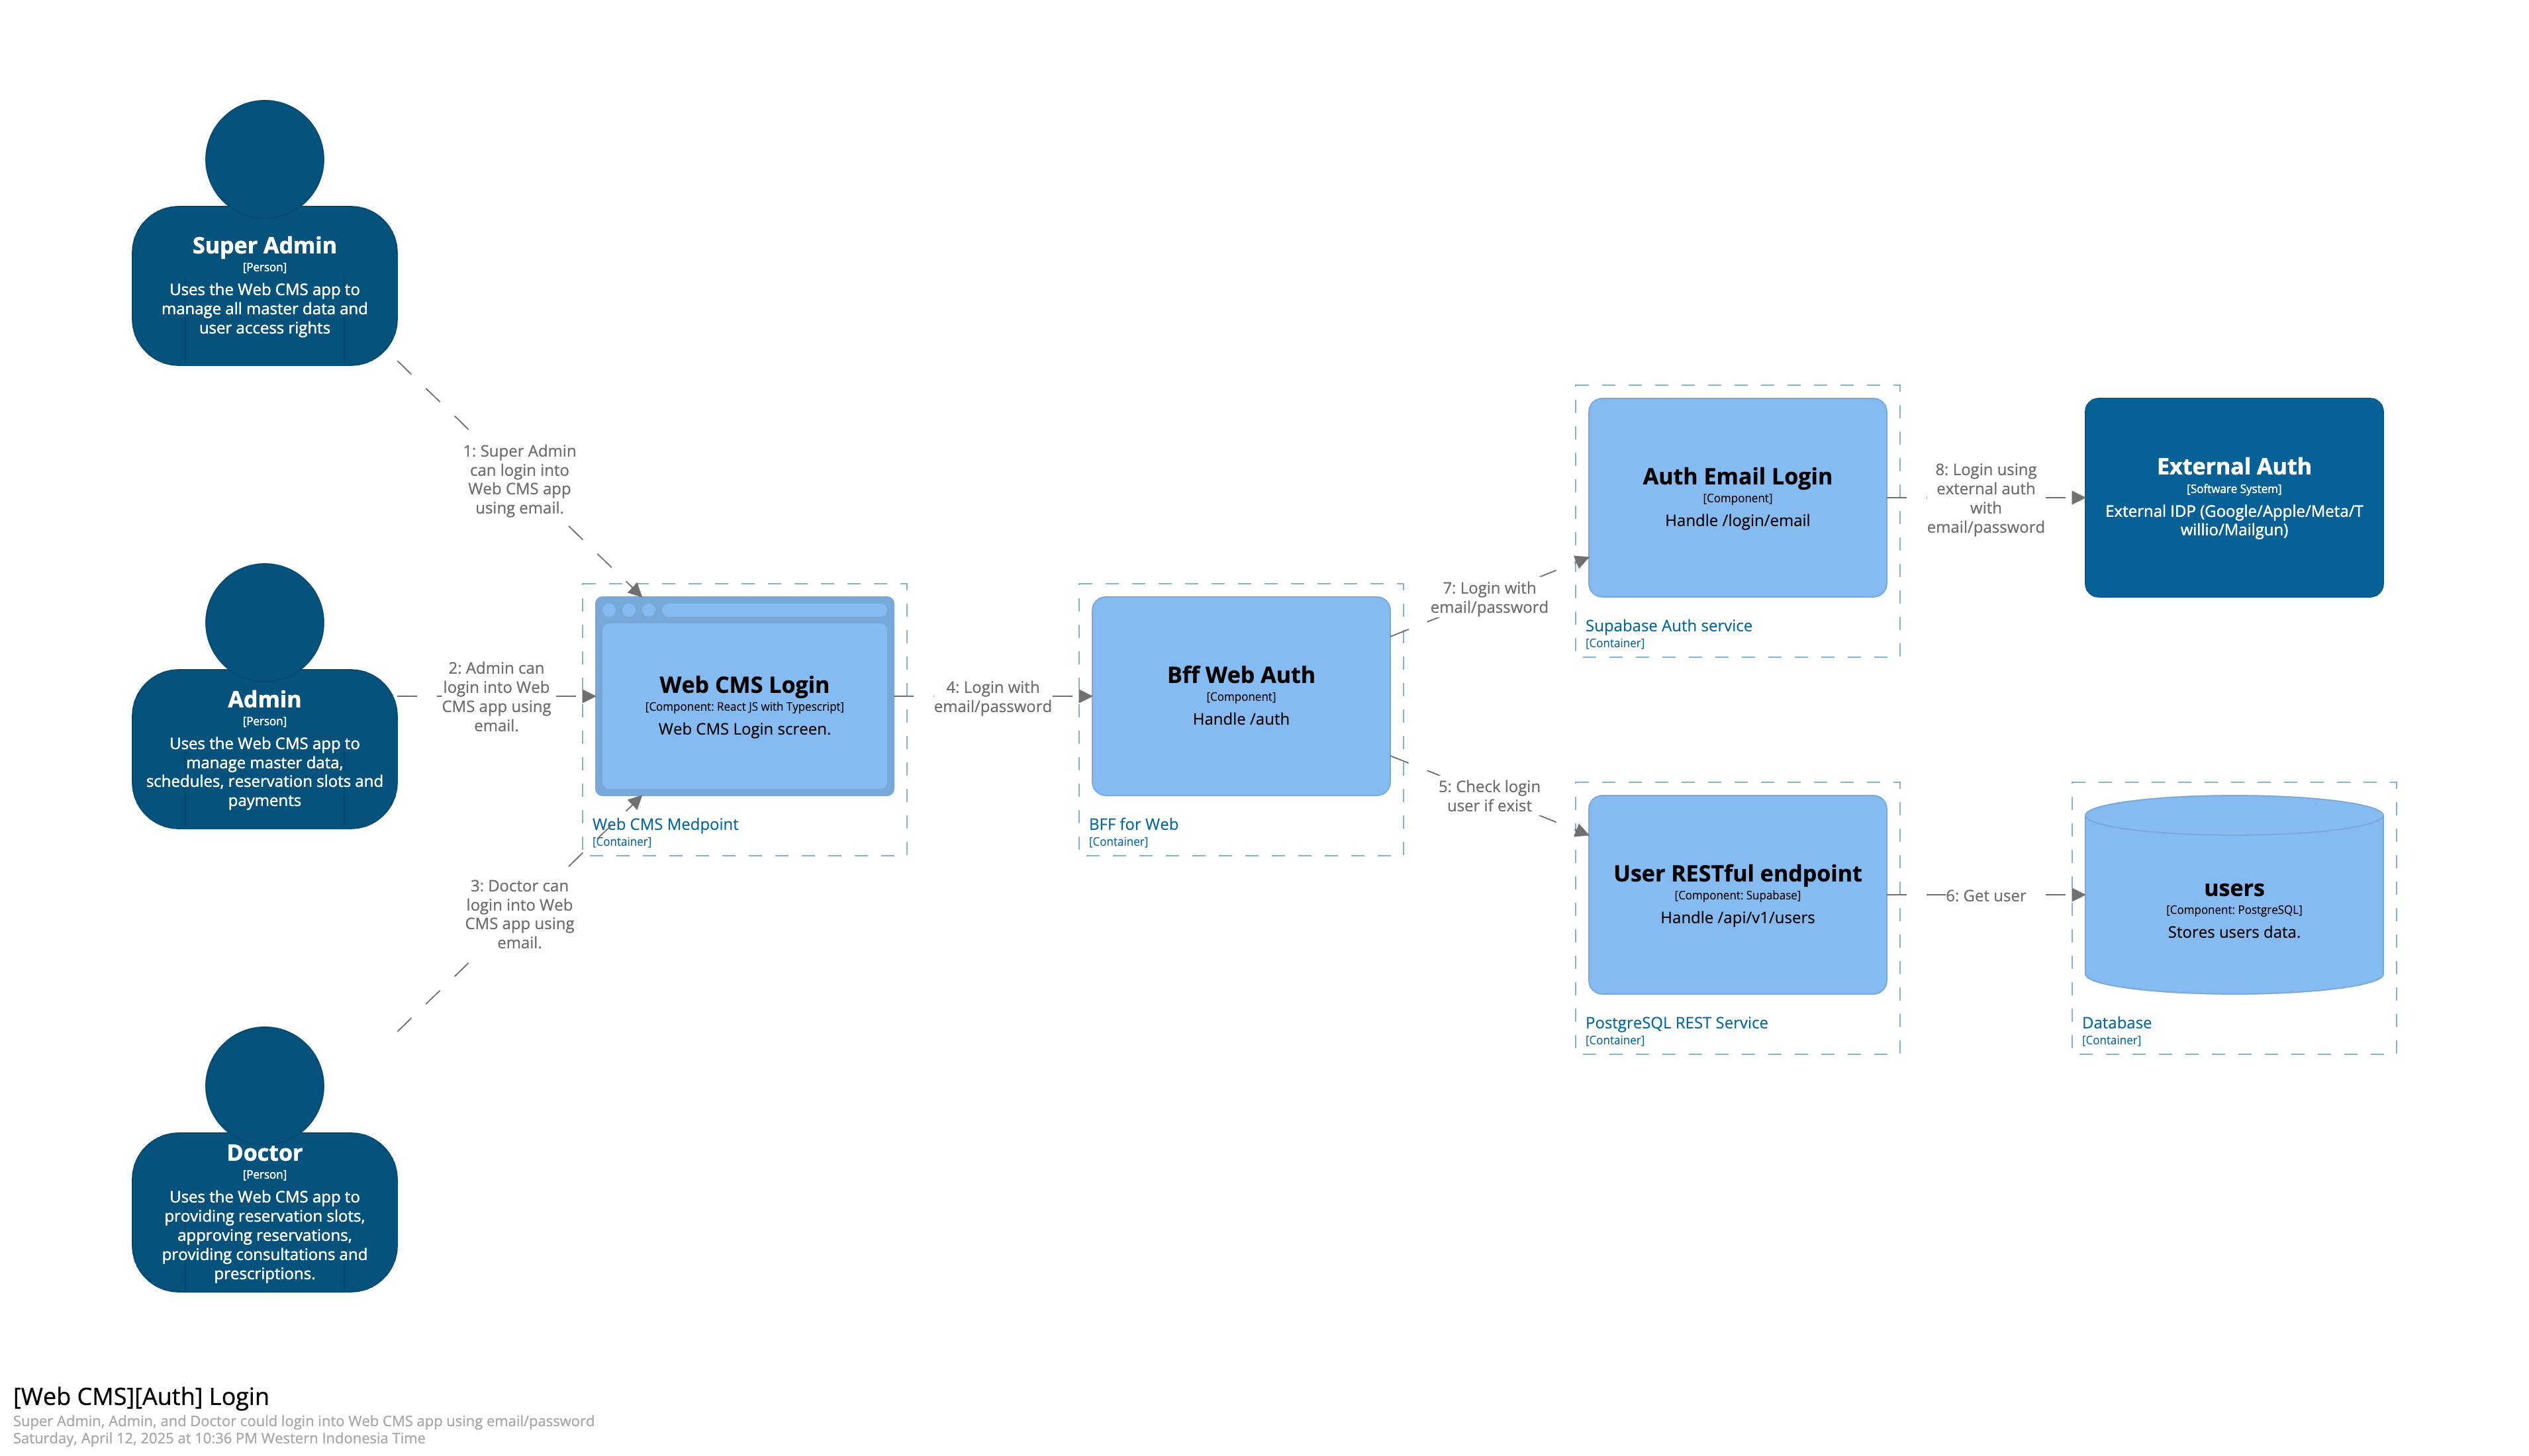 Super Admin
[Person]
Uses the Web CMS app to
manage all master data and
user access rights
1: Super Admin
can login into
Web CMS app
using email.
Admin
[Person]
Uses the Web CMS app to
manage master data,
schedules, reservation slots and
payments
2: Admin can
login into Web
CMS app using
email.
Doctor
[Person]
Uses the Web CMS app to
providing reservation slots,
approving reservations,
providing consultations and
prescriptions.
3: Doctor can
login into Web
CMS app using
email.
Web CMS Login
[Component: React JS with Typescript]
Web CMS Login screen.
Web CMS Medpoint
[Container]
4: Login with
email/password
Bff Web Auth
[Component]
Handle /auth
BFF for Web
[Container]
7: Login with
email/password
5: Check login
user if exist
Auth Email Login
[Component]
Handle /login/email
Supabase Auth service
[Container]
8: Login using
external auth
with
email/password
External Auth
[Software System]
External IDP (Google/Apple/Meta/T
willio/Mailgun)
User RESTful endpoint
[Component: Supabase]
Handle /api/v1/users
PostgreSQL REST Service
[Container]
6: Get user
users
[Component: PostgreSQL]
Stores users data.
Database
[Container]
[Web CMS][Auth] Login
Super Admin, Admin, and Doctor could login into Web CMS app using email/password
Saturday, April 12, 2025 at 10:36 PM Western Indonesia Time